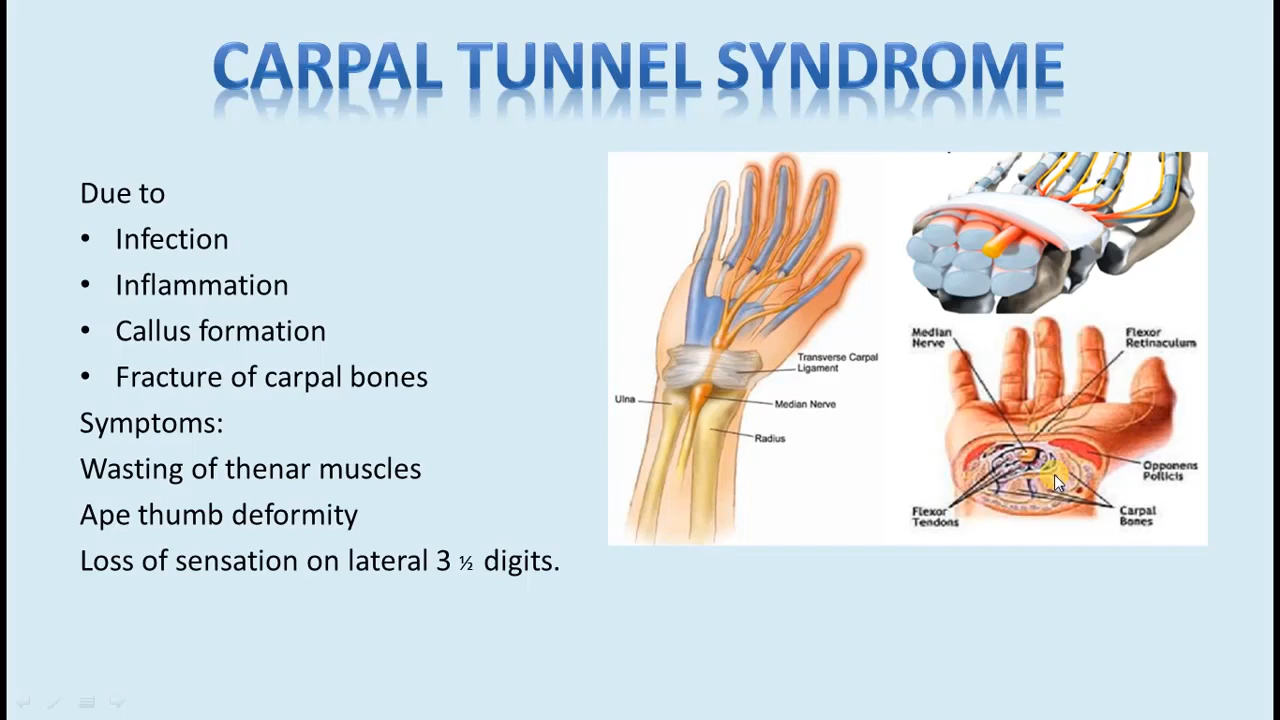 CARPAL TUNNEL SYNDROME
Due to
• Infection
• Inflammation
• Callus formation
• Fracture of carpal bones
Symptoms:
Wasting of thenar muscles
Ape thumb deformity
Loss of sensation on lateral 3 ½ digits.
Transverse Carpal
Ligament
Ulna
Median Nerve
Radius
Median
Nerve
Flexor
Retinaculum
Opponens
Pollicis
Flexor
Tendons
Carpal
Bones